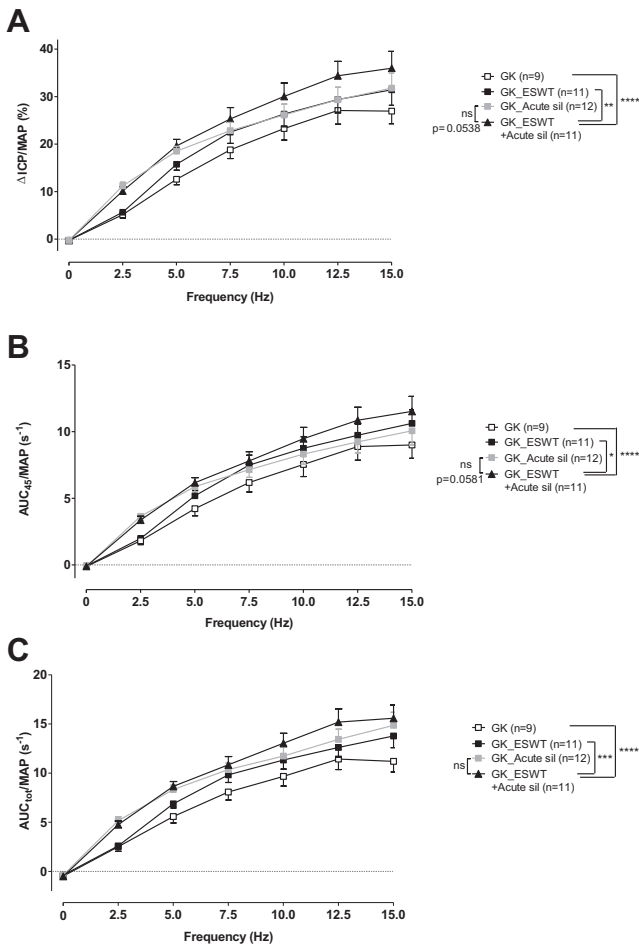 A
40
30
20
10
0
ΔICP/MAP (%)
0 2.5 5.0 7.5 10.0 12.5 15.0
Frequency (Hz)
GK (n=9)
GK_ESWT (n=11)
GK_Acute sil (n=12)
GK_ESWT
+Acute sil (n=11)
ns
p=0.0538
**
****
B
15
10
5
0
AUC45/MAP (s-1)
0 2.5 5.0 7.5 10.0 12.5 15.0
Frequency (Hz)
GK (n=9)
GK_ESWT (n=11)
GK_Acute sil (n=12)
GK_ESWT
+Acute sil (n=11)
ns
p=0.0581
*
****
C
20
15
10
5
0
AUCtot/MAP (s-1)
0 2.5 5.0 7.5 10.0 12.5 15.0
Frequency (Hz)
GK (n=9)
GK_ESWT (n=11)
GK_Acute sil (n=12)
GK_ESWT
+Acute sil (n=11)
ns
***
****